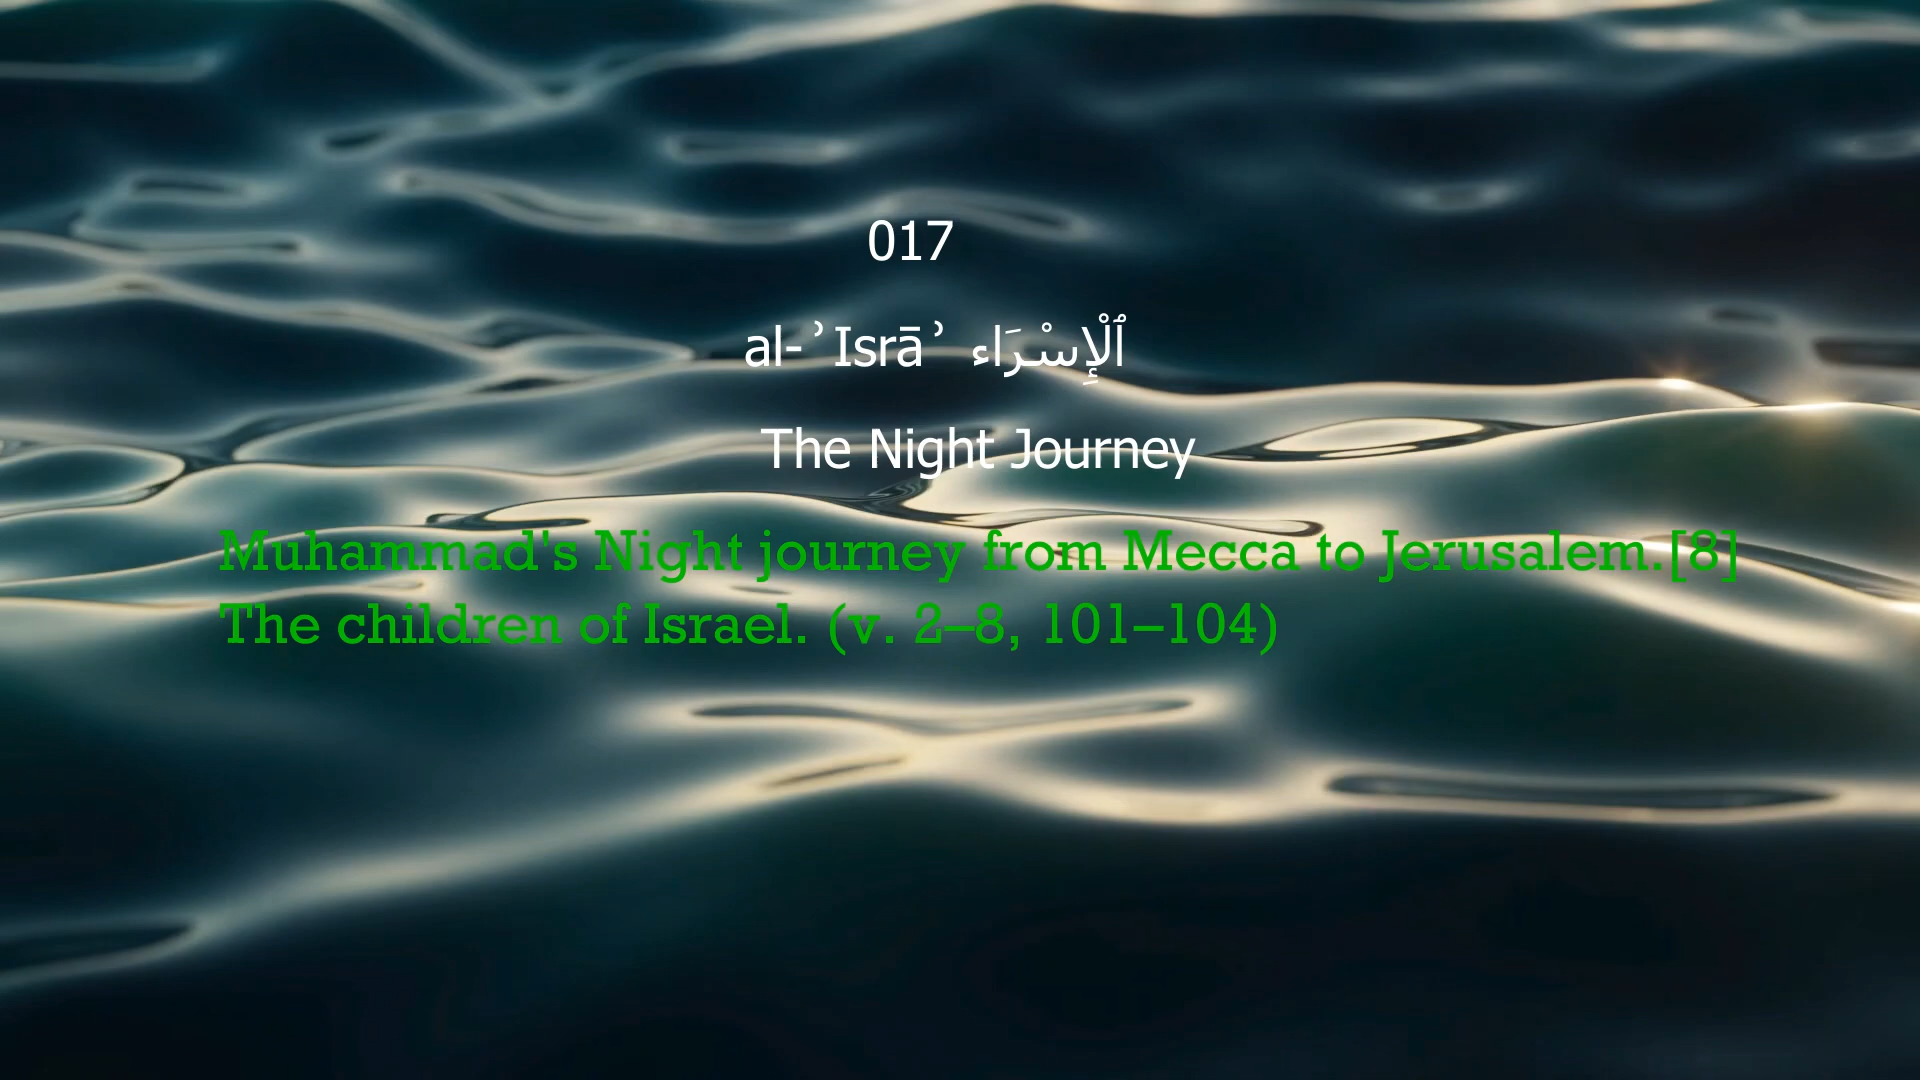 017
al-ʾIsrāʾ ٱلْإِسْرَاء
The Night Journey
Muhammad's Night journey from Mecca to Jerusalem.[8]
The children of Israel. (v. 2–8, 101–104)